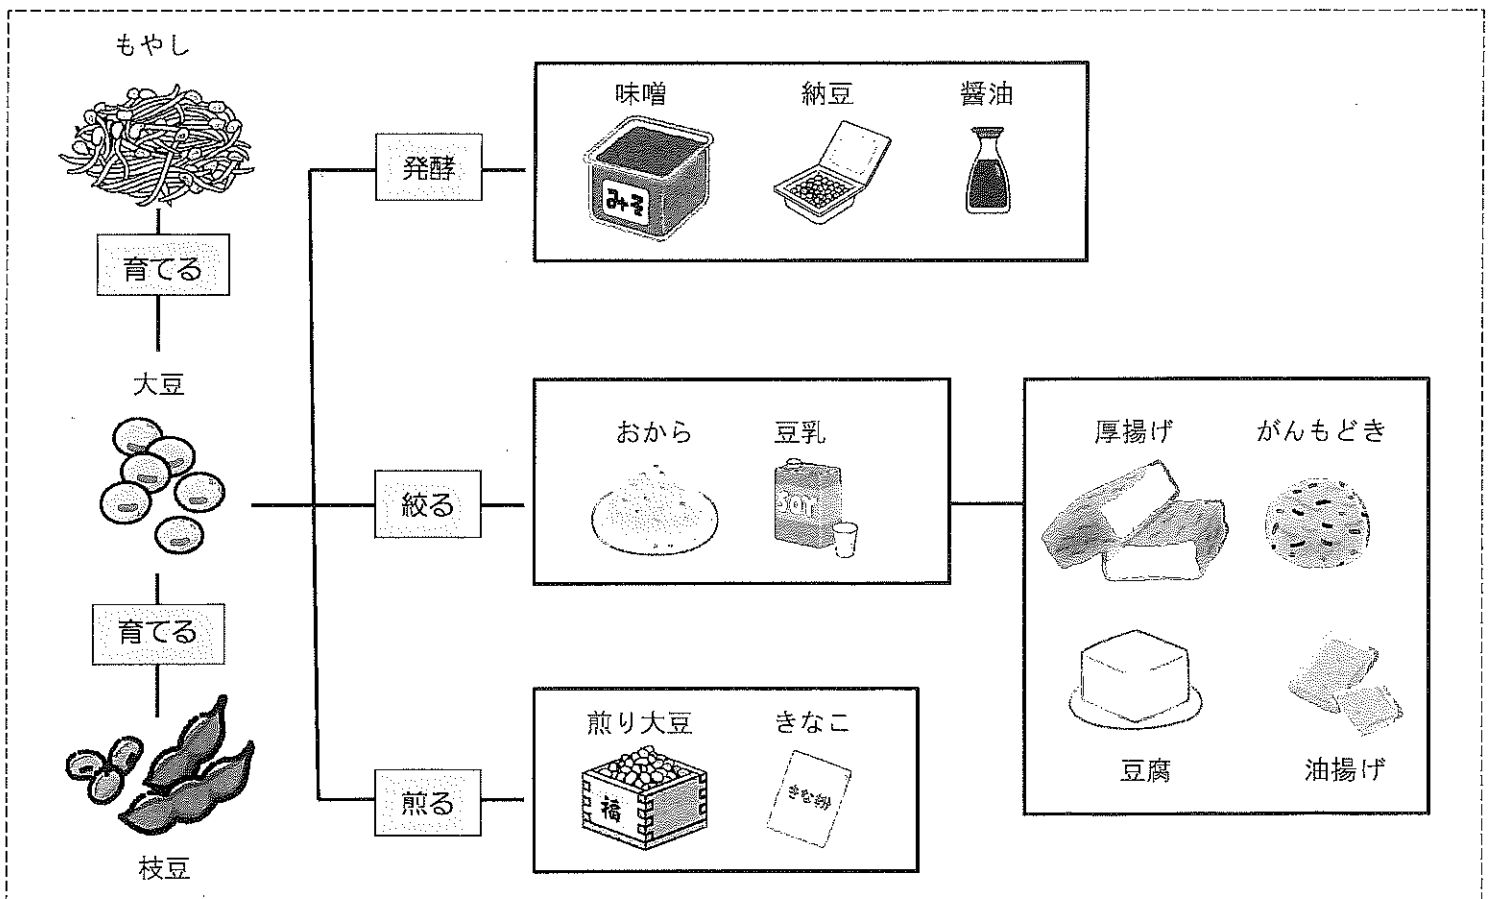 もやし
味噌
納豆
醤油
発酵
みそ
育てる
大豆
おから
豆乳
厚揚げ
がんもどき
絞る
SOY
育てる
煎り大豆
きなこ
豆腐
油揚げ
煎る
福
きな粉
枝豆